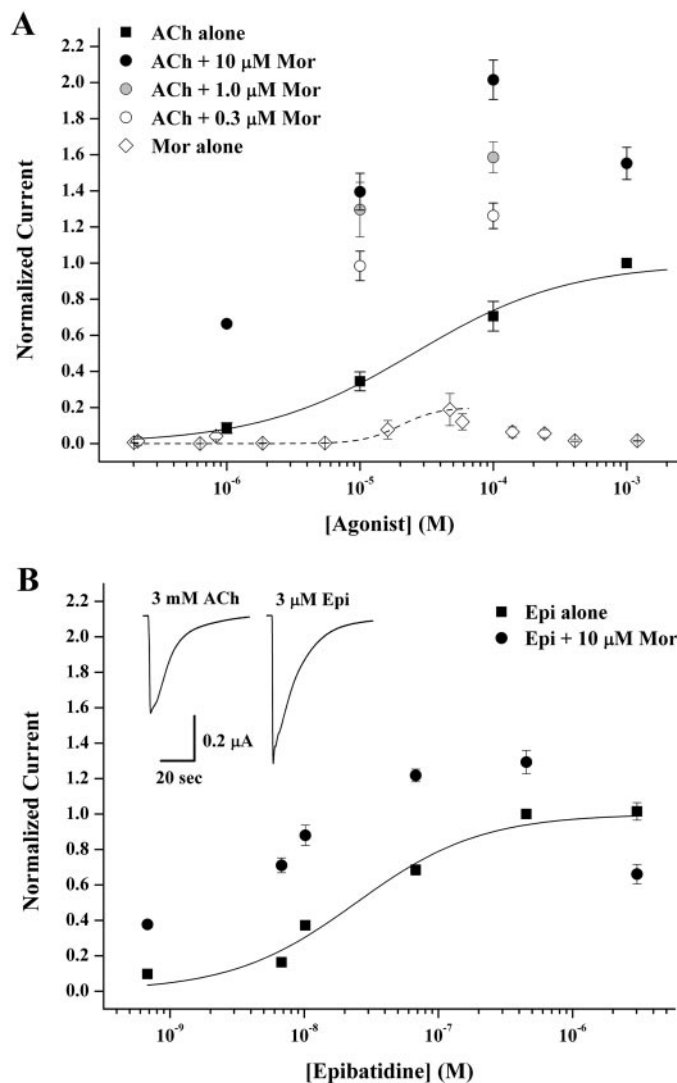 A
ACh alone
ACh + 10 μM Mor
ACh + 1.0 μM Mor
ACh + 0.3 μM Mor
Mor alone
2.2
2.0
1.8
1.6
1.4
1.2
1.0
0.8
0.6
0.4
0.2
0.0
Normalized Current
10⁻⁶
10⁻⁵
10⁻⁴
10⁻³
[Agonist] (M)
B
3 mM ACh
3 μM Epi
0.2 μA
20 sec
Epi alone
Epi + 10 μM Mor
2.2
2.0
1.8
1.6
1.4
1.2
1.0
0.8
0.6
0.4
0.2
0.0
Normalized Current
10⁻⁹
10⁻⁸
10⁻⁷
10⁻⁶
[Epibatidine] (M)